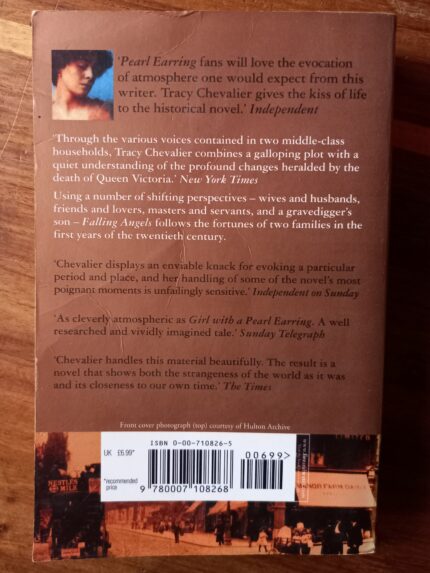 'Pearl Earring fans will love the evocation
of atmosphere one would expect from this
writer. Tracy Chevalier gives the kiss of life
to the historical novel.' Independent
'Through the various voices contained in two middle-class
households, Tracy Chevalier combines a galloping plot with a
quiet understanding of the profound changes heralded by the
death of Queen Victoria.' New York Times
Using a number of shifting perspectives – wives and husbands,
friends and lovers, masters and servants, and a gravedigger's
son – Falling Angels follows the fortunes of two families in the
first years of the twentieth century.
'Chevalier displays an enviable knack for evoking a particular
period and place, and her handling of some of the novel's most
poignant moments is unfailingly sensitive.' Independent on Sunday
'As cleverly atmospheric as Girl with a Pearl Earring. A well
researched and vividly imagined tale.' Sunday Telegraph
'Chevalier handles this material beautifully. The result is a
novel that shows both the strangeness of the world as it was
and its closeness to our own time.' The Times
Front cover photograph (top) courtesy of Hulton Archive
ISBN 0-00-710826-5
UK £6.99*
00699>
*recommended
price
9 780007 108268
NESTLE'S
MILK